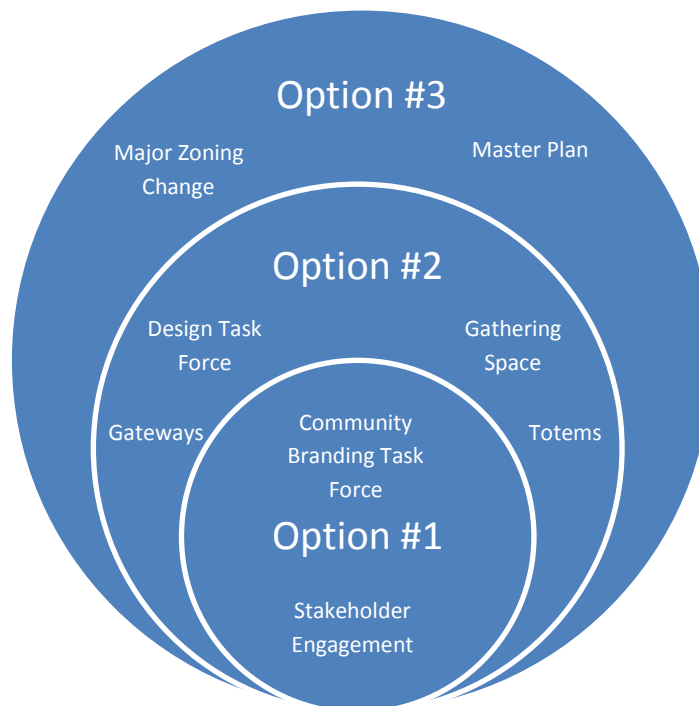 Option #3
Major Zoning
Change
Master Plan
Option #2
Design Task
Force
Gathering
Space
Gateways
Totems
Community
Branding Task
Force
Option #1
Stakeholder
Engagement